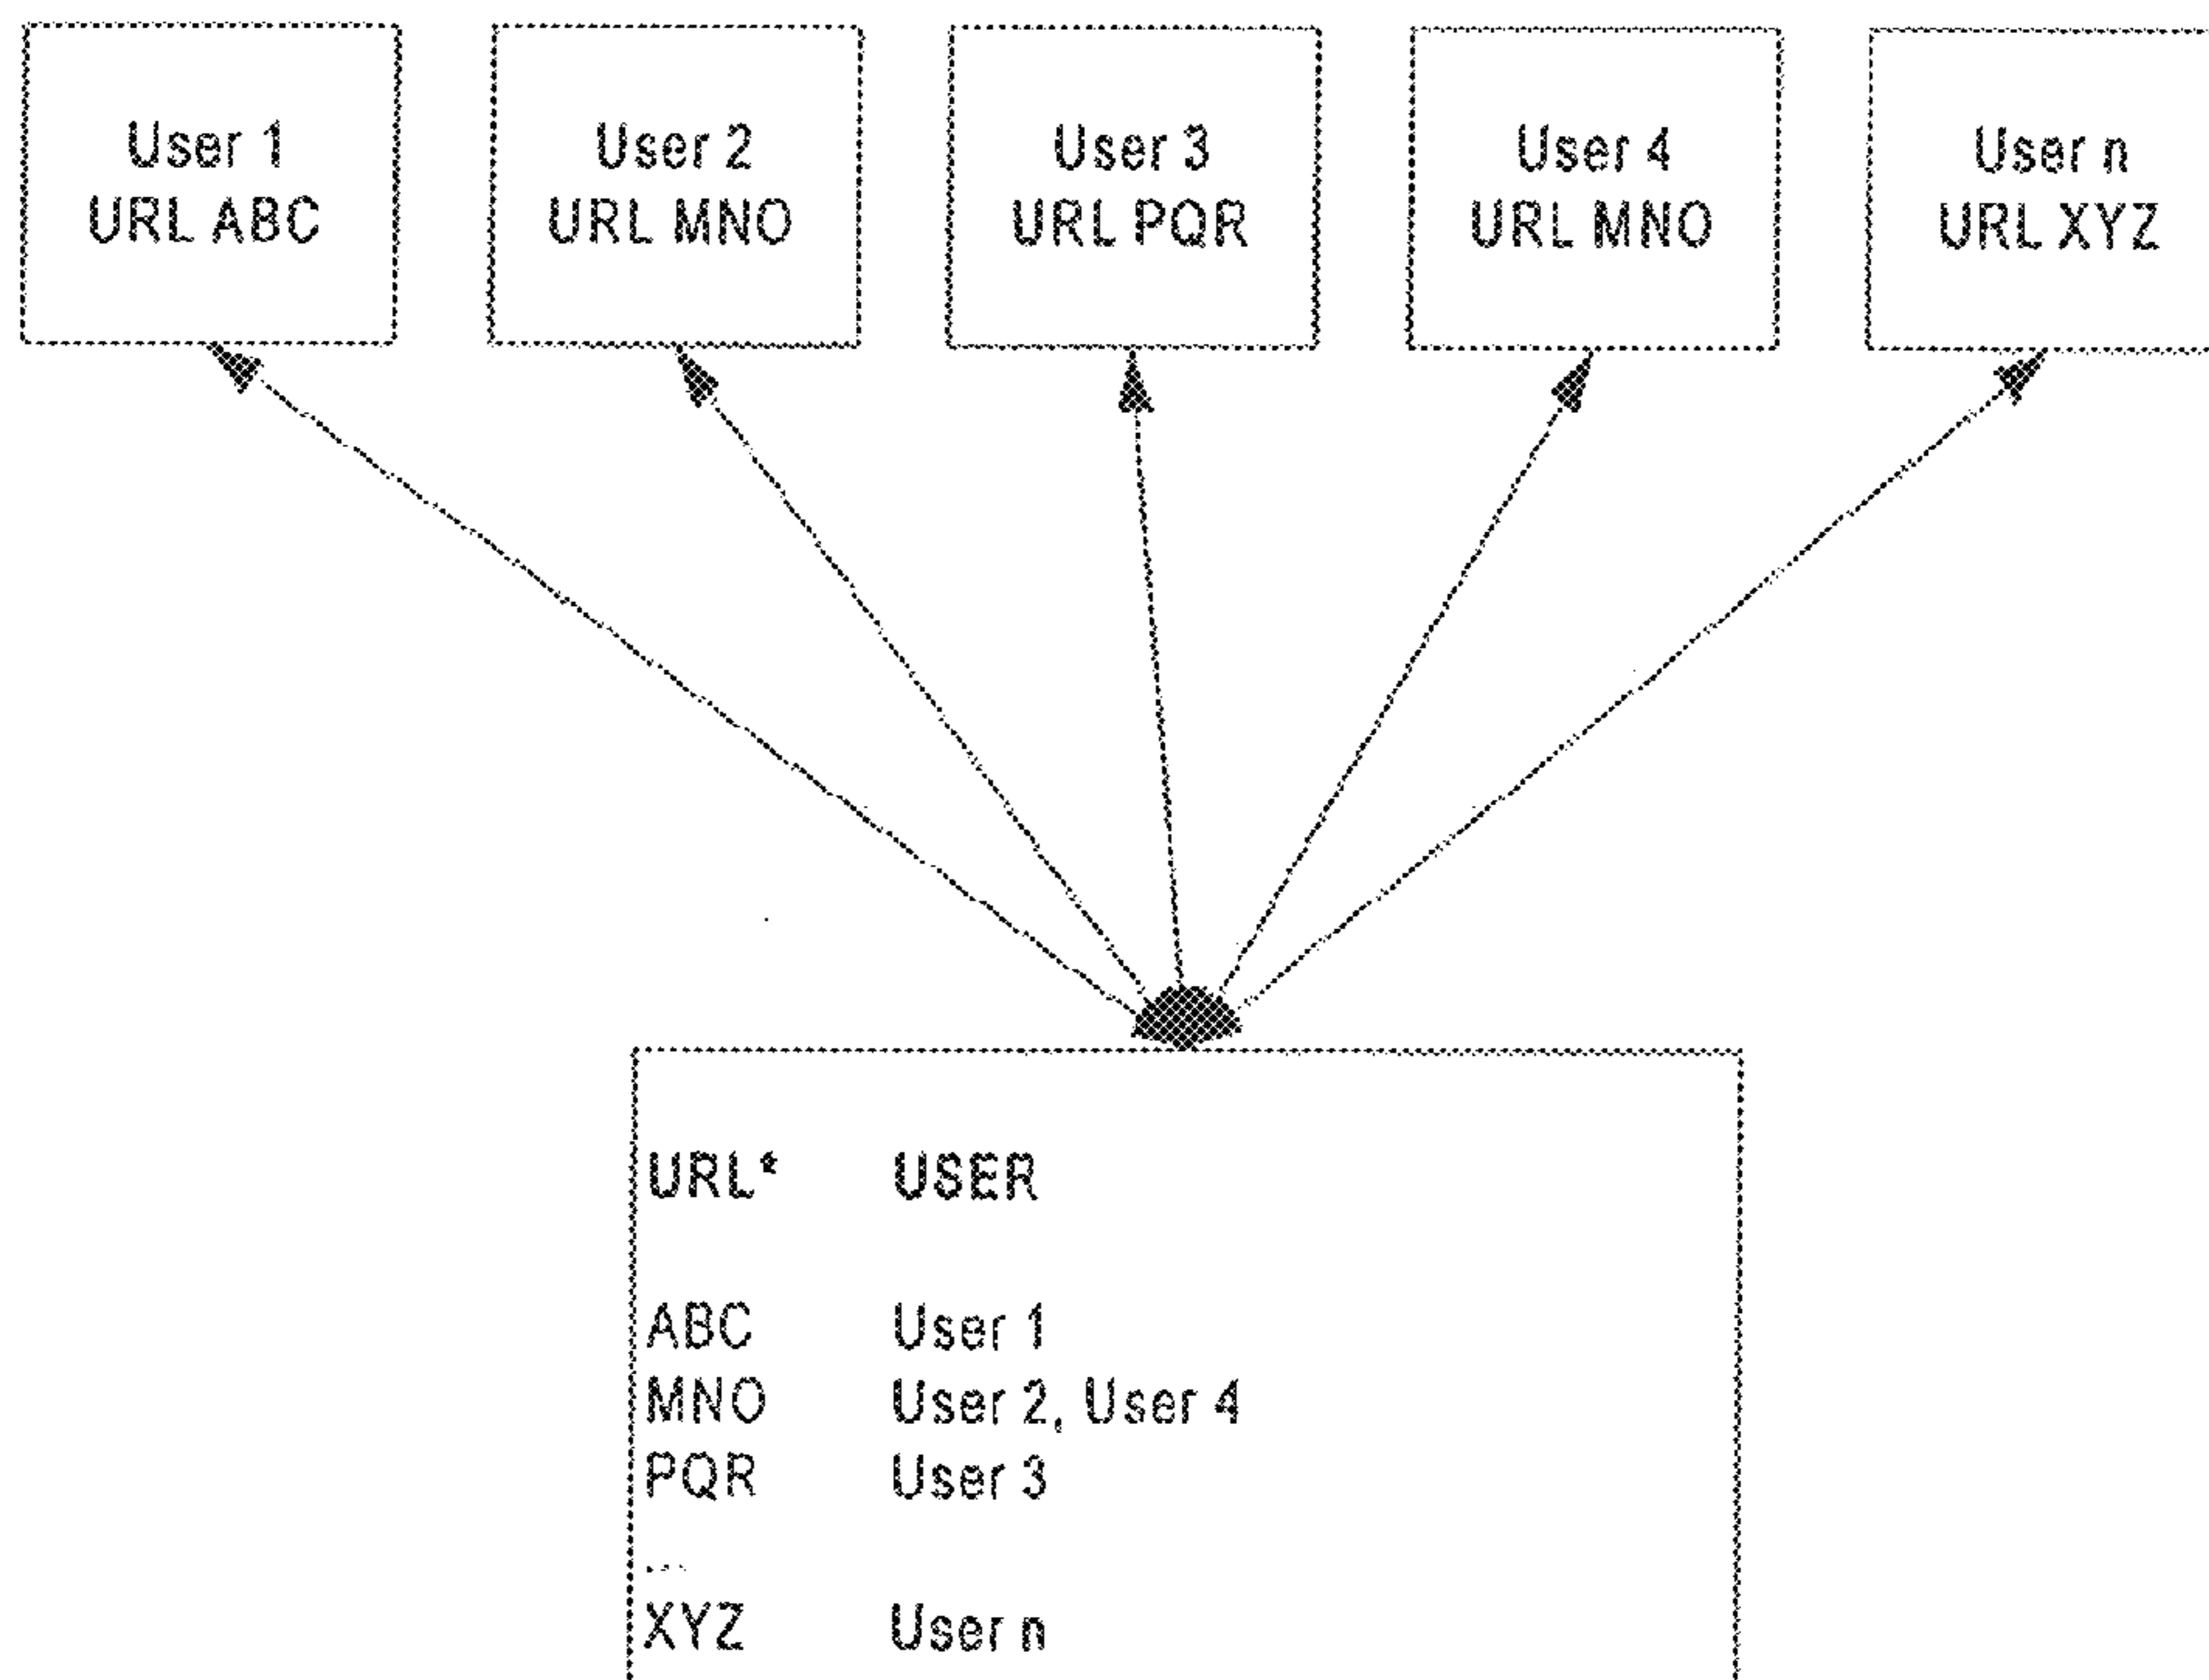 User 1
URL ABC
User 2
URL MNO
User 3
URL PQR
User 4
URL MNO
User n
URL XYZ
URL* USER
ABC User 1
MNO User 2, User 4
PQR User 3
...
XYZ User n